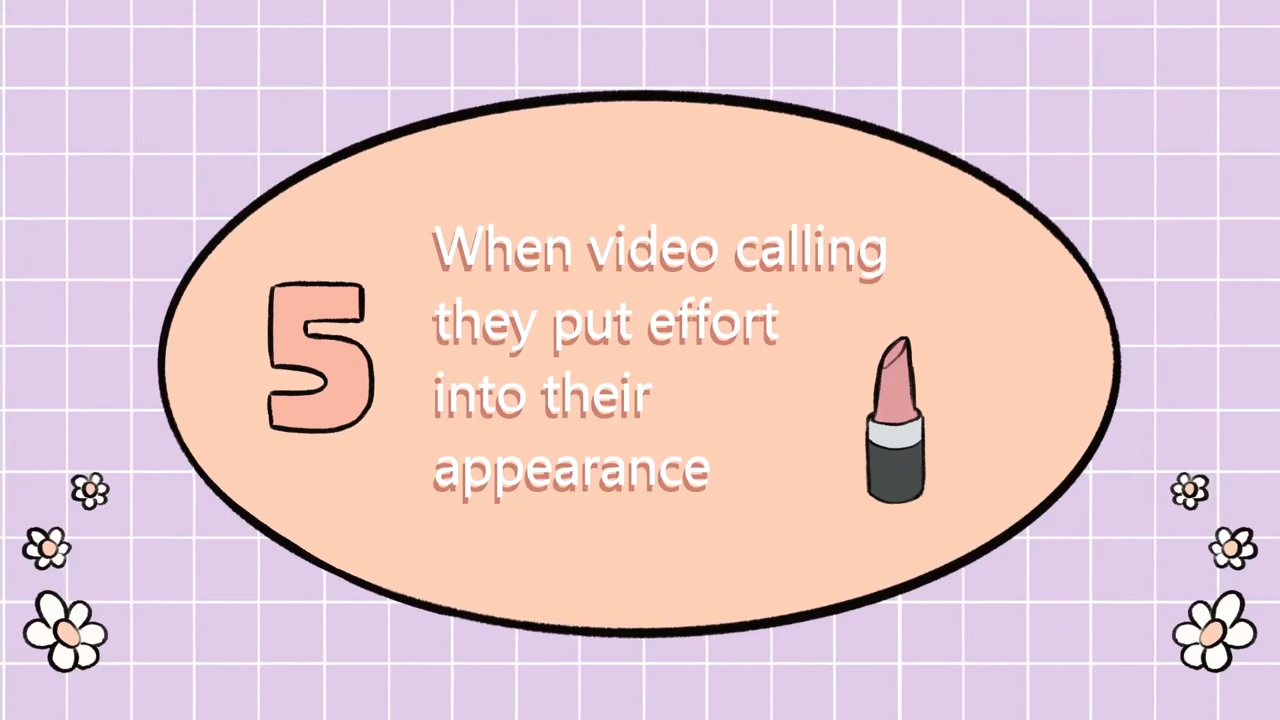 5
When video calling
they put effort
into their
appearance